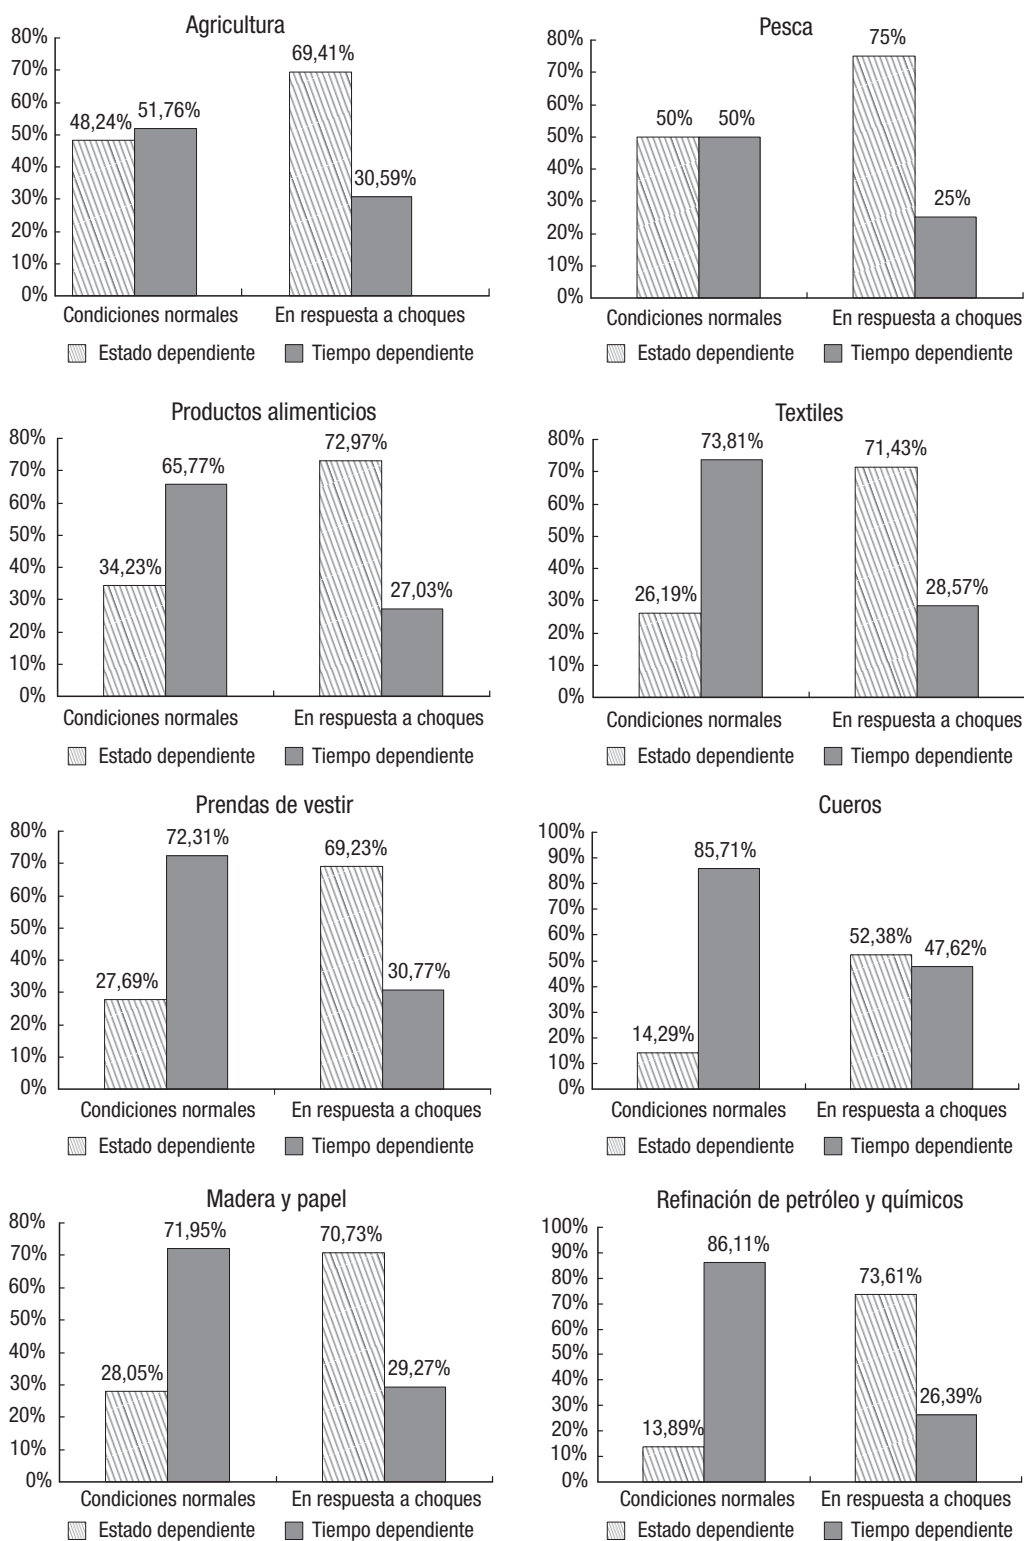 Agricultura
80%
70%
60%
50%
40%
30%
20%
10%
0%
48,24%
51,76%
69,41%
30,59%
Condiciones normales
En respuesta a choques
Estado dependiente
Tiempo dependiente
Pesca
80%
70%
60%
50%
40%
30%
20%
10%
0%
50%
50%
75%
25%
Condiciones normales
En respuesta a choques
Estado dependiente
Tiempo dependiente
Productos alimenticios
80%
70%
60%
50%
40%
30%
20%
10%
0%
34,23%
65,77%
72,97%
27,03%
Condiciones normales
En respuesta a choques
Estado dependiente
Tiempo dependiente
Textiles
80%
70%
60%
50%
40%
30%
20%
10%
0%
26,19%
73,81%
71,43%
28,57%
Condiciones normales
En respuesta a choques
Estado dependiente
Tiempo dependiente
Prendas de vestir
80%
70%
60%
50%
40%
30%
20%
10%
0%
27,69%
72,31%
69,23%
30,77%
Condiciones normales
En respuesta a choques
Estado dependiente
Tiempo dependiente
Cueros
100%
90%
80%
70%
60%
50%
40%
30%
20%
10%
0%
14,29%
85,71%
52,38%
47,62%
Condiciones normales
En respuesta a choques
Estado dependiente
Tiempo dependiente
Madera y papel
80%
70%
60%
50%
40%
30%
20%
10%
0%
28,05%
71,95%
70,73%
29,27%
Condiciones normales
En respuesta a choques
Estado dependiente
Tiempo dependiente
Refinación de petróleo y químicos
100%
90%
80%
70%
60%
50%
40%
30%
20%
10%
0%
13,89%
86,11%
73,61%
26,39%
Condiciones normales
En respuesta a choques
Estado dependiente
Tiempo dependiente